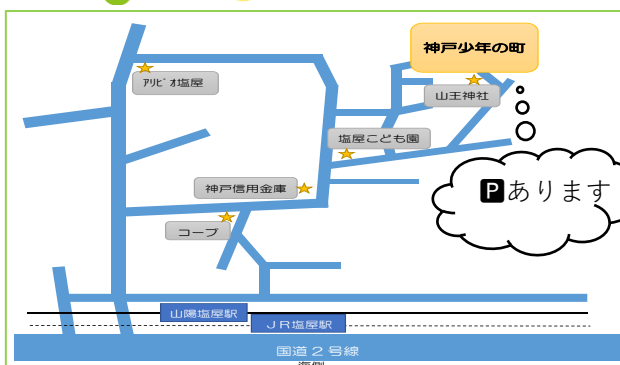 神戸少年の町
ｱﾘﾋﾞｵ塩屋
山王神社
塩屋こども園
神戸信用金庫
🅿あります
コープ
山陽塩屋駅
ＪＲ塩屋駅
国道２号線